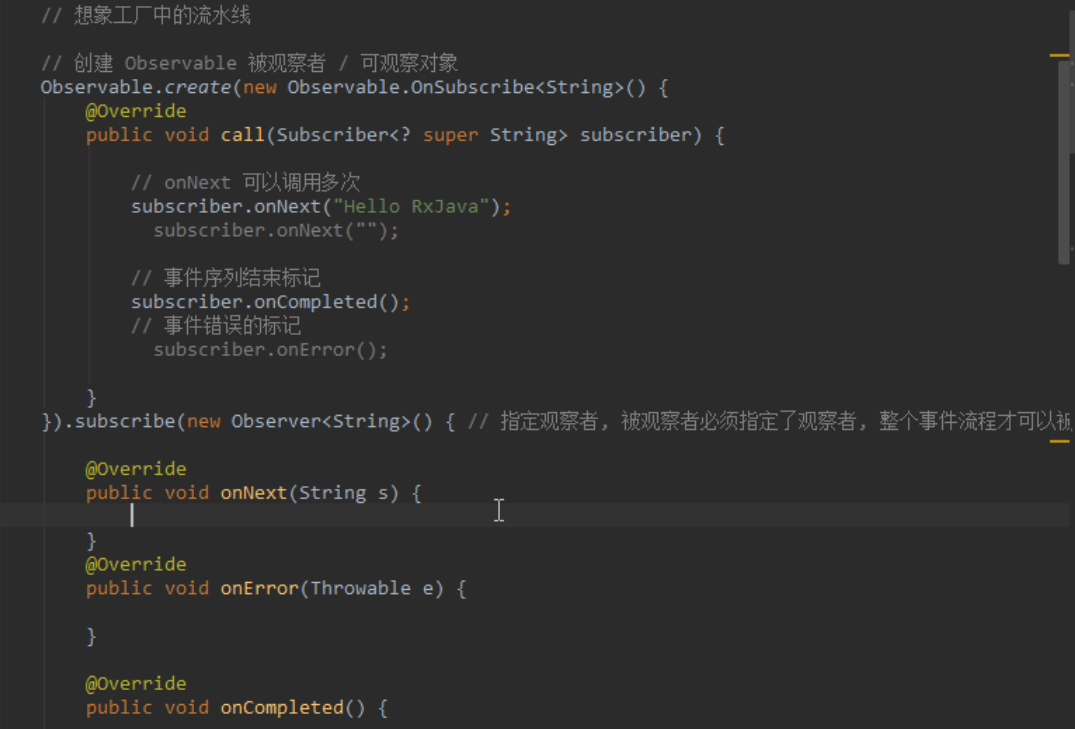 // 想象工厂中的流水线
// 创建 Observable 被观察者 / 可观察对象
Observable.create(new Observable.OnSubscribe<String>() {
@Override
public void call(Subscriber<? super String> subscriber) {
// onNext 可以调用多次
subscriber.onNext("Hello RxJava");
subscriber.onNext("");
// 事件序列结束标记
subscriber.onCompleted();
// 事件错误的标记
subscriber.onError();
}
}).subscribe(new Observer<String>() { // 指定观察者, 被观察者必须指定了观察者, 整个事件流程才可以被
@Override
public void onNext(String s) {
}
@Override
public void onError(Throwable e) {
}
@Override
public void onCompleted() {